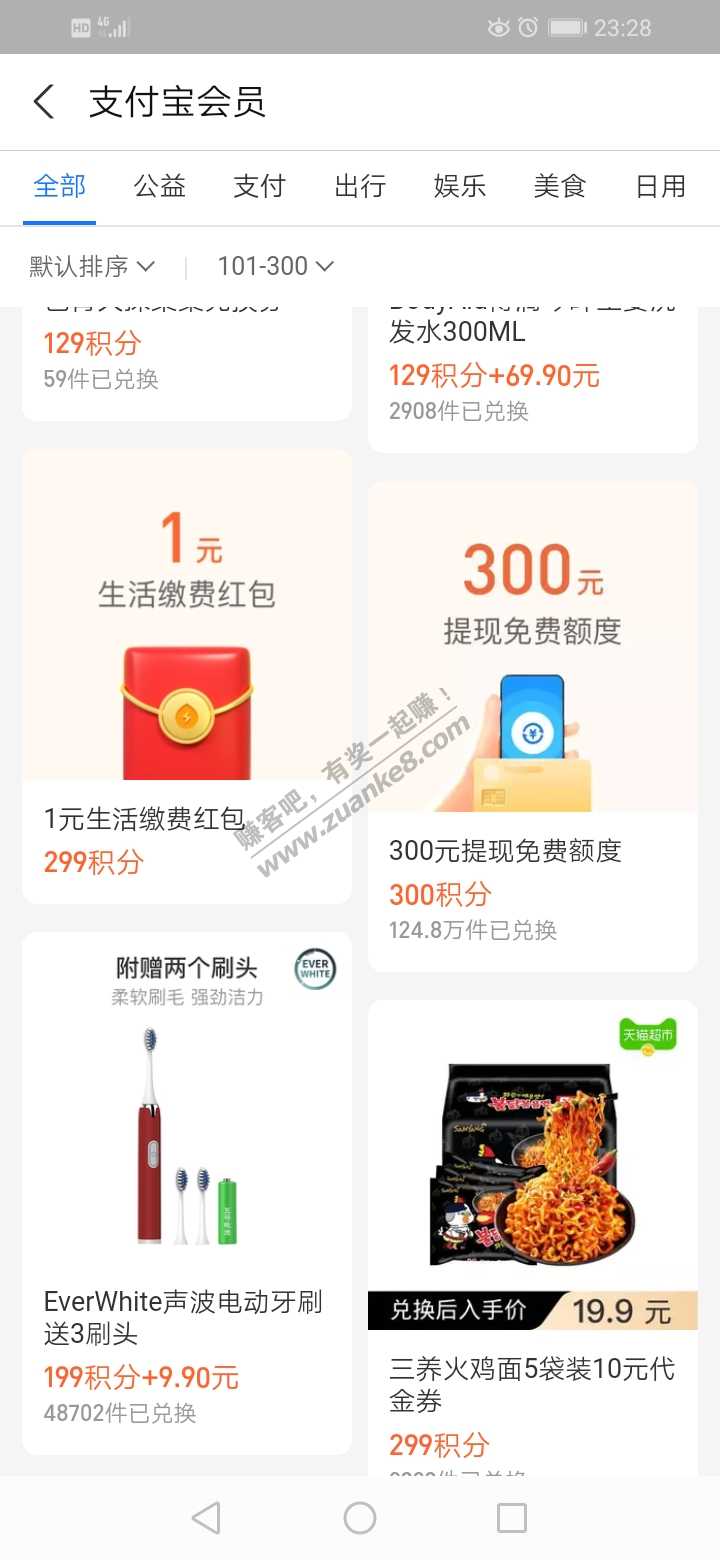 HD 4G 23:28
支付宝会员
全部 公益 支付 出行 娱乐 美食 日用
默认排序 101-300
129积分
59件已兑换
发水300ML
129积分+69.90元
2908件已兑换
1元
生活缴费红包
1元生活缴费红包
299积分
300元
提现免费额度
300元提现免费额度
300积分
124.8万件已兑换
赚客吧，有奖一起赚！
www.zuanke8.com
附赠两个刷头
柔软刷毛 强劲洁力
EVER
WHITE
EverWhite声波电动牙刷
送3刷头
199积分+9.90元
48702件已兑换
天猫超市
兑换后入手价 19.9 元
三养火鸡面5袋装10元代
金券
299积分